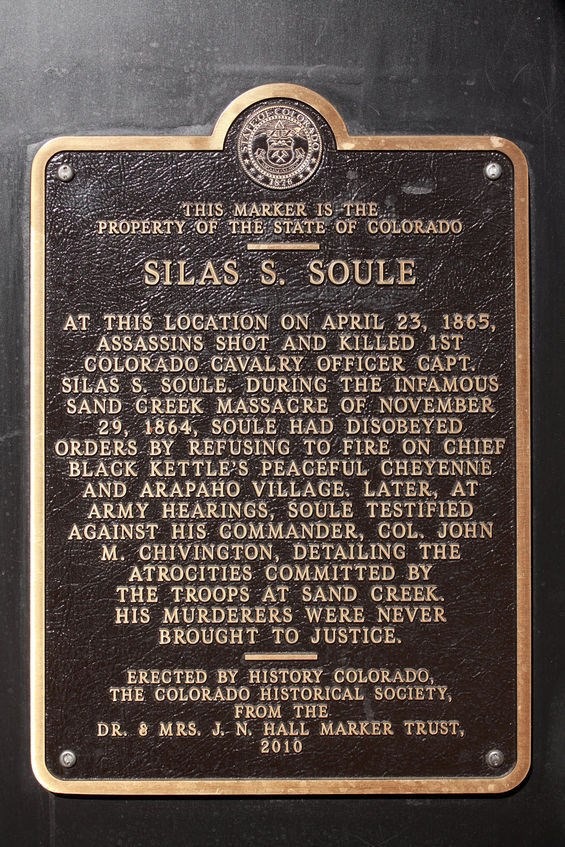 STATE OF COLORADO
1876
THIS MARKER IS THE
PROPERTY OF THE STATE OF COLORADO
SILAS S. SOULE
AT THIS LOCATION ON APRIL 23, 1865,
ASSASSINS SHOT AND KILLED 1ST
COLORADO CAVALRY OFFICER CAPT.
SILAS S. SOULE. DURING THE INFAMOUS
SAND CREEK MASSACRE OF NOVEMBER
29, 1864, SOULE HAD DISOBEYED
ORDERS BY REFUSING TO FIRE ON CHIEF
BLACK KETTLE'S PEACEFUL CHEYENNE
AND ARAPAHO VILLAGE. LATER, AT
ARMY HEARINGS, SOULE TESTIFIED
AGAINST HIS COMMANDER, COL. JOHN
M. CHIVINGTON, DETAILING THE
ATROCITIES COMMITTED BY
THE TROOPS AT SAND CREEK.
HIS MURDERERS WERE NEVER
BROUGHT TO JUSTICE.
ERECTED BY HISTORY COLORADO,
THE COLORADO HISTORICAL SOCIETY,
FROM THE
DR. & MRS. J. N. HALL MARKER TRUST,
2010